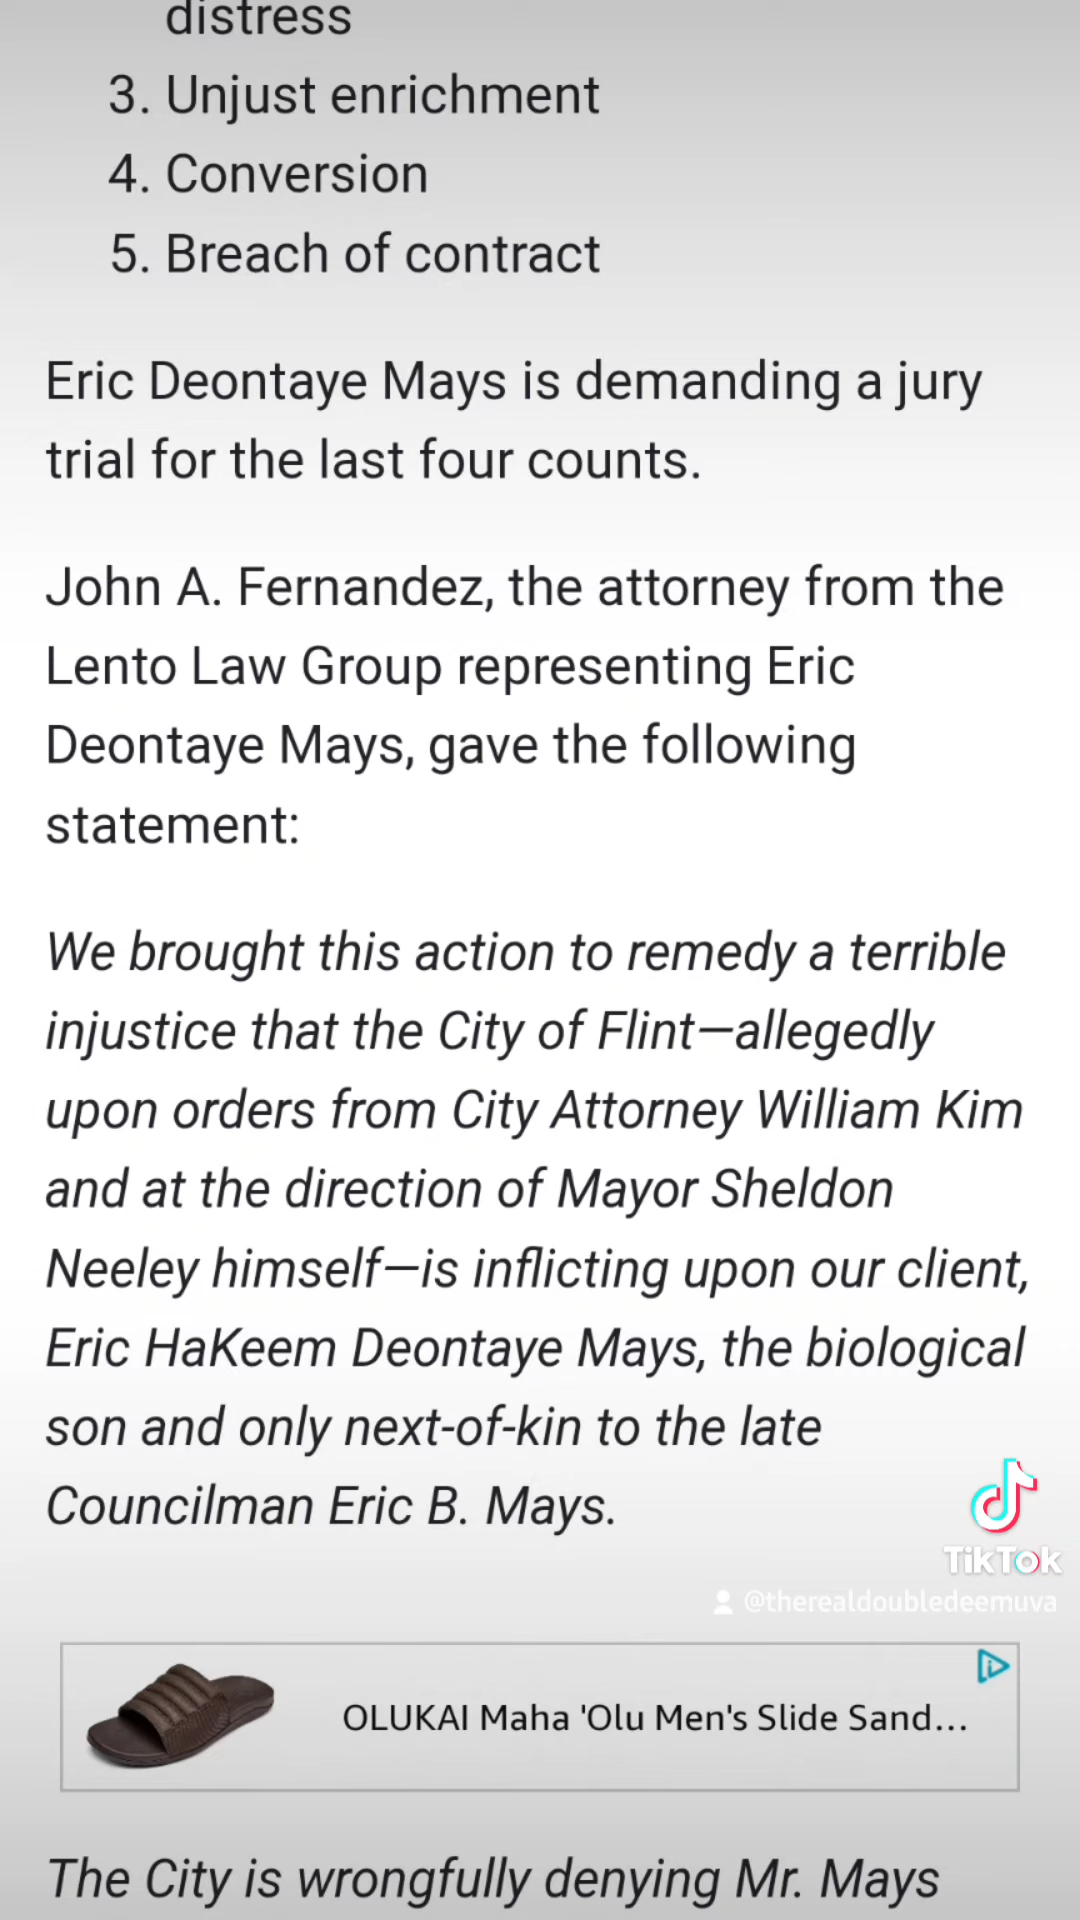 distress
3. Unjust enrichment
4. Conversion
5. Breach of contract
Eric Deontaye Mays is demanding a jury
trial for the last four counts.
John A. Fernandez, the attorney from the
Lento Law Group representing Eric
Deontaye Mays, gave the following
statement:
We brought this action to remedy a terrible
injustice that the City of Flint—allegedly
upon orders from City Attorney William Kim
and at the direction of Mayor Sheldon
Neeley himself—is inflicting upon our client,
Eric HaKeem Deontaye Mays, the biological
son and only next-of-kin to the late
Councilman Eric B. Mays.
TikTok
@therealdoubledeemuva
OLUKAI Maha 'Olu Men's Slide Sand...
The City is wrongfully denying Mr. Mays